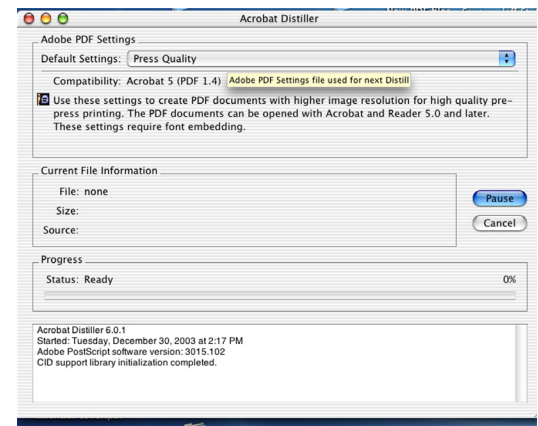 Acrobat Distiller
Adobe PDF Settings
Default Settings: Press Quality
Compatibility: Acrobat 5 (PDF 1.4) Adobe PDF Settings file used for next Distill
Use these settings to create PDF documents with higher image resolution for high quality pre-
press printing. The PDF documents can be opened with Acrobat and Reader 5.0 and later.
These settings require font embedding.
Current File Information
File: none
Size:
Source:
Pause
Cancel
Progress
Status: Ready 0%
Acrobat Distiller 6.0.1
Started: Tuesday, December 30, 2003 at 2:17 PM
Adobe PostScript software version: 3015.102
CID support library initialization completed.